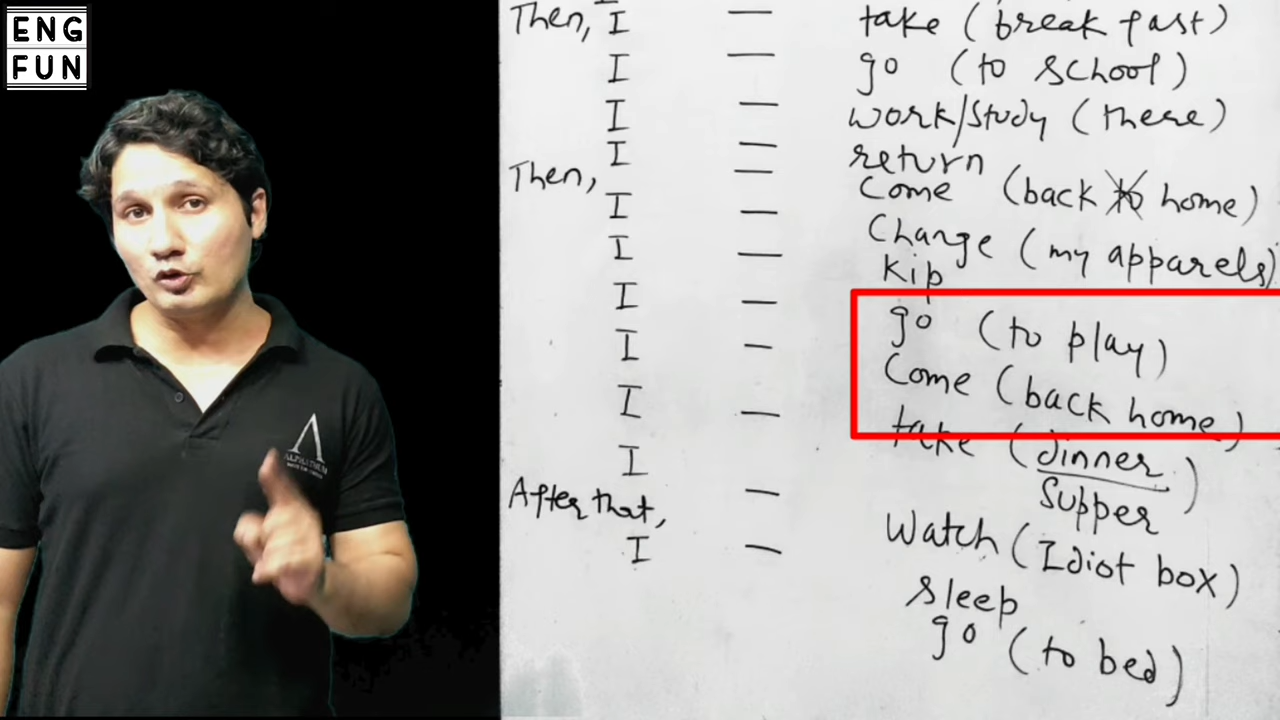 ENG
FUN
Then, I — take (break fast)
I — go (to school)
I — work/study (there)
I — return
Then, — Come (back to home)
I — Change (my apparels)
I — Kip
I — go (to play)
I — Come (back home)
I — take (dinner
Supper)
After that, — Watch (Idiot box)
I — Sleep
go (to bed)